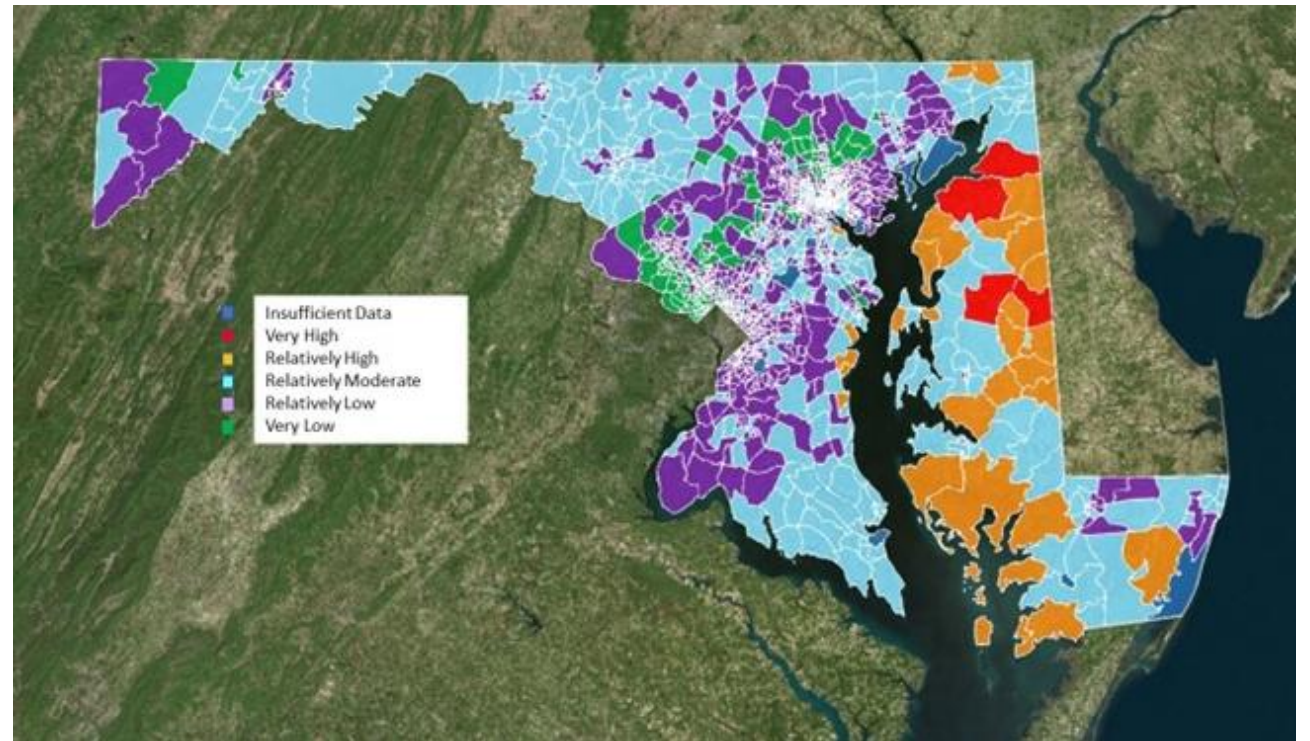 Insufficient Data
Very High
Relatively High
Relatively Moderate
Relatively Low
Very Low